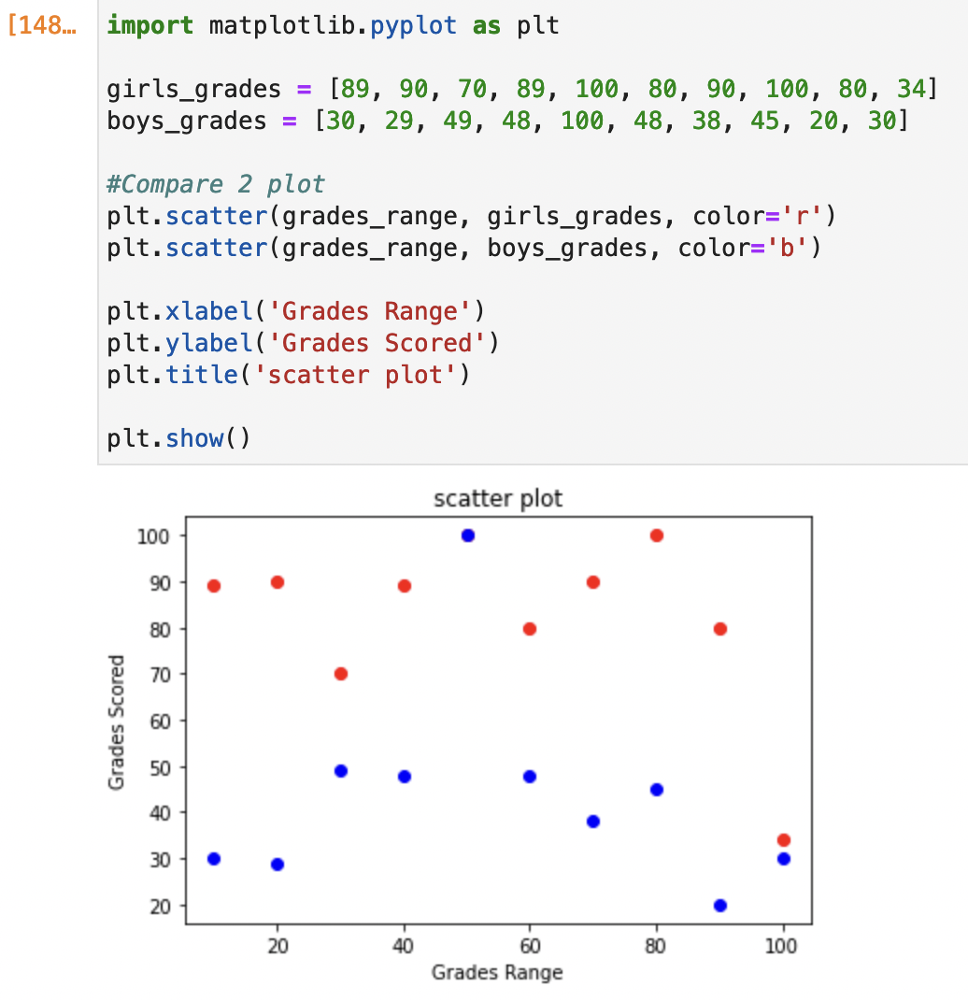 [148…
import matplotlib.pyplot as plt
girls_grades = [89, 90, 70, 89, 100, 80, 90, 100, 80, 34]
boys_grades = [30, 29, 49, 48, 100, 48, 38, 45, 20, 30]
#Compare 2 plot
plt.scatter(grades_range, girls_grades, color='r')
plt.scatter(grades_range, boys_grades, color='b')
plt.xlabel('Grades Range')
plt.ylabel('Grades Scored')
plt.title('scatter plot')
plt.show()
scatter plot
Grades Scored
100
90
80
70
60
50
40
30
20
20 40 60 80 100
Grades Range